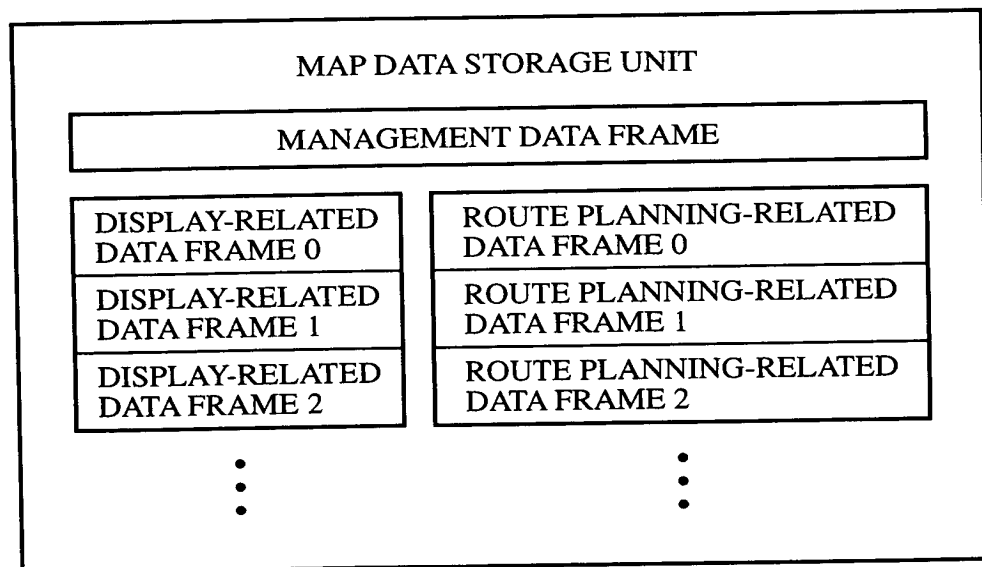 MAP DATA STORAGE UNIT
MANAGEMENT DATA FRAME
DISPLAY-RELATED
DATA FRAME 0
DISPLAY-RELATED
DATA FRAME 1
DISPLAY-RELATED
DATA FRAME 2
ROUTE PLANNING-RELATED
DATA FRAME 0
ROUTE PLANNING-RELATED
DATA FRAME 1
ROUTE PLANNING-RELATED
DATA FRAME 2